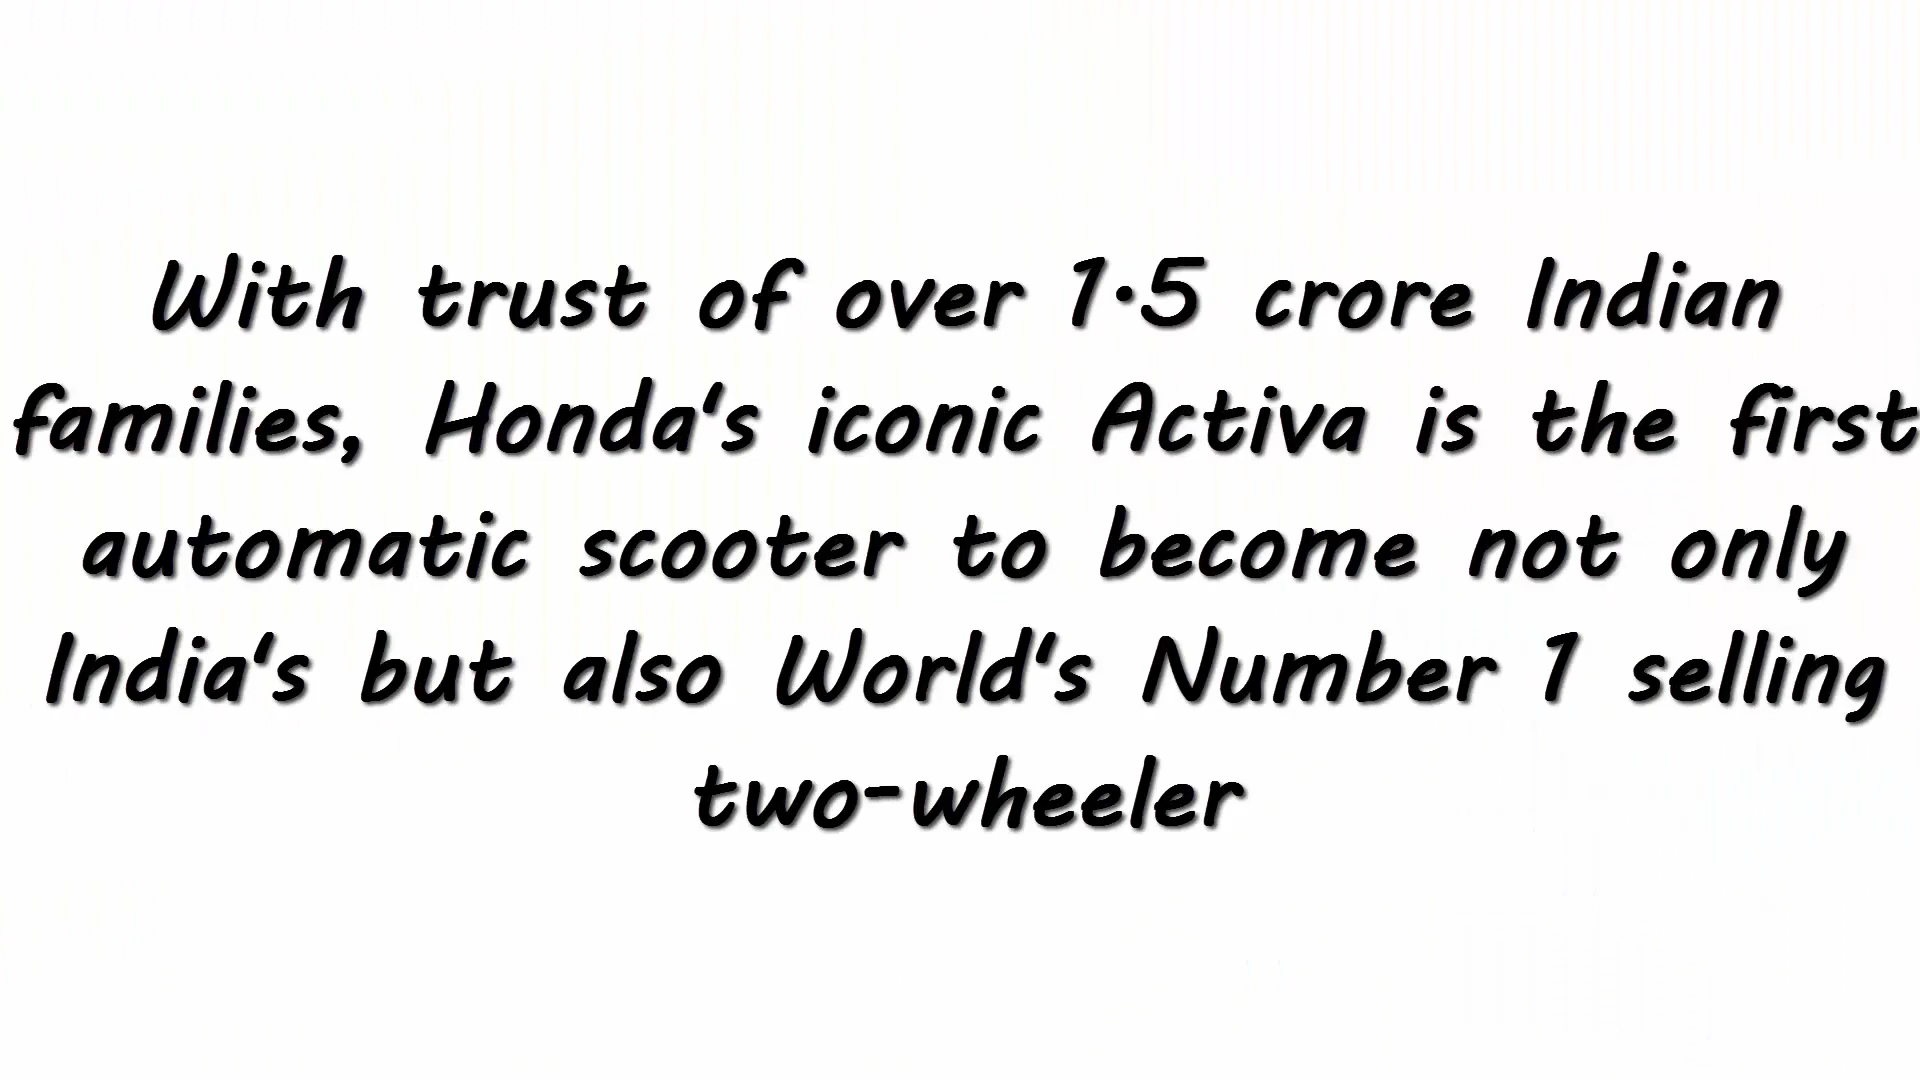 With trust of over 1.5 crore Indian
families, Honda's iconic Activa is the first
automatic scooter to become not only
India's but also World's Number 1 selling
two-wheeler